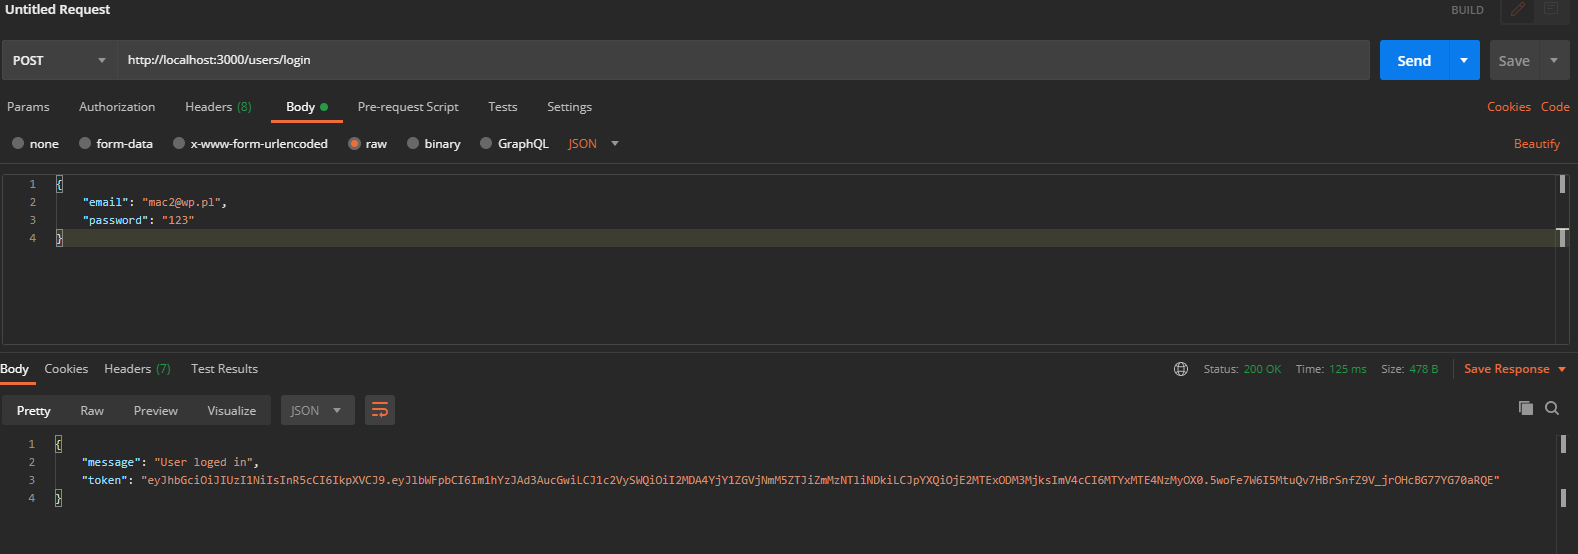 Untitled Request
BUILD
POST
http://localhost:3000/users/login
Send
Save
Params Authorization Headers (8) Body Pre-request Script Tests Settings Cookies Code
none form-data x-www-form-urlencoded raw binary GraphQL JSON Beautify
1 {
2 "email": "mac2@wp.pl",
3 "password": "123"
4 }
Body Cookies Headers (7) Test Results Status: 200 OK Time: 125 ms Size: 478 B Save Response
Pretty Raw Preview Visualize JSON
1 {
2 "message": "User loged in",
3 "token": "eyJhbGciOiJIUzI1NiIsInR5cCI6IkpXVCJ9.eyJlbWFpbCI6Im1hYzJAd3AucGwiLCJ1c2VySWQiOiI2MDA4YjY1ZGVjNmM5ZTJiZmMzNTliNDkiLCJpYXQiOjE2MTExODM3MjksImV4cCI6MTYxMTE4NzMyOX0.5woFe7W6I5MtuQv7HBrSnfZ9V_jrOHcBG77YG70aRQE"
4 }